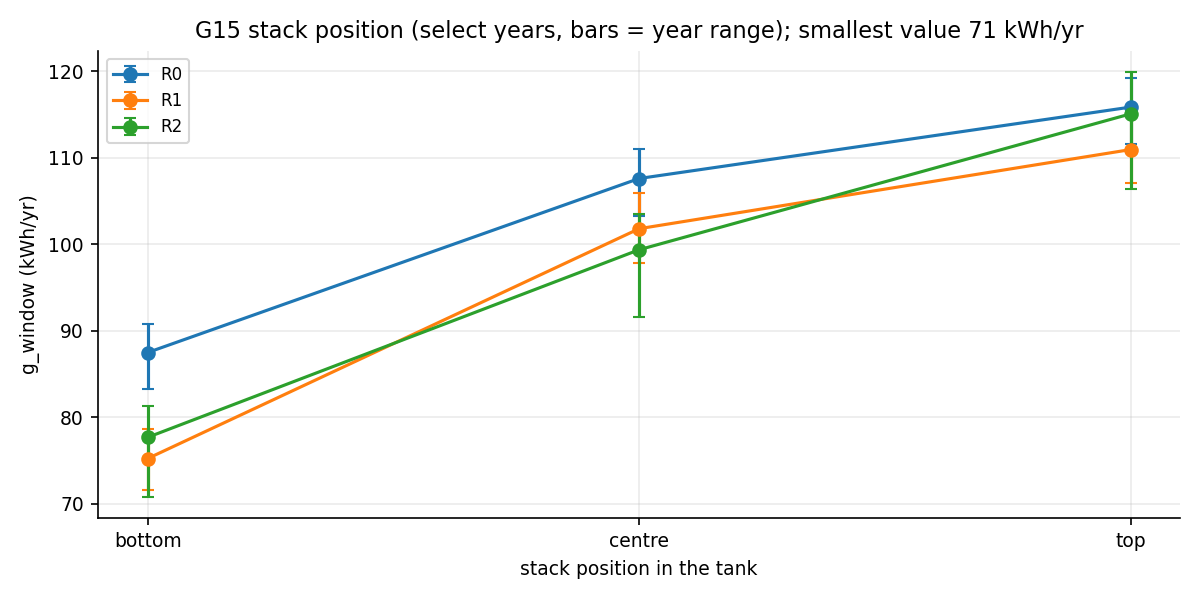 G15 stack position (select years, bars = year range); smallest value 71 kWh/yr
R0
R1
R2
g_window (kWh/yr)
120
110
100
90
80
70
bottom
centre
top
stack position in the tank